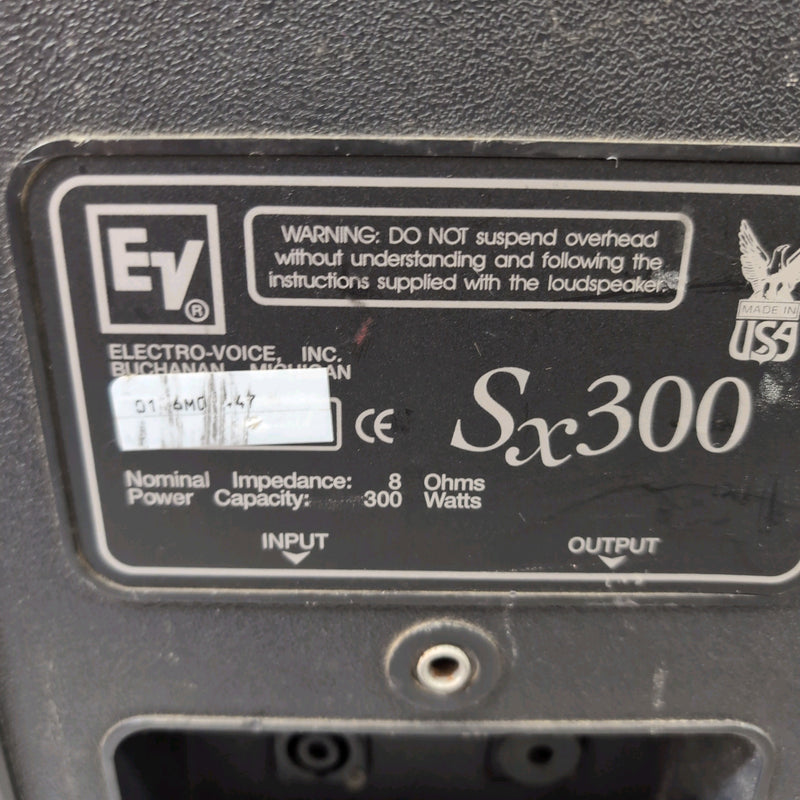 EV®
WARNING: DO NOT suspend overhead
without understanding and following the
instructions supplied with the loudspeaker.
MADE IN
USA
ELECTRO-VOICE, INC.
BUCHANAN, MICHIGAN
CE
Sx300
Nominal Impedance: 8 Ohms
Power Capacity: 300 Watts
INPUT
OUTPUT